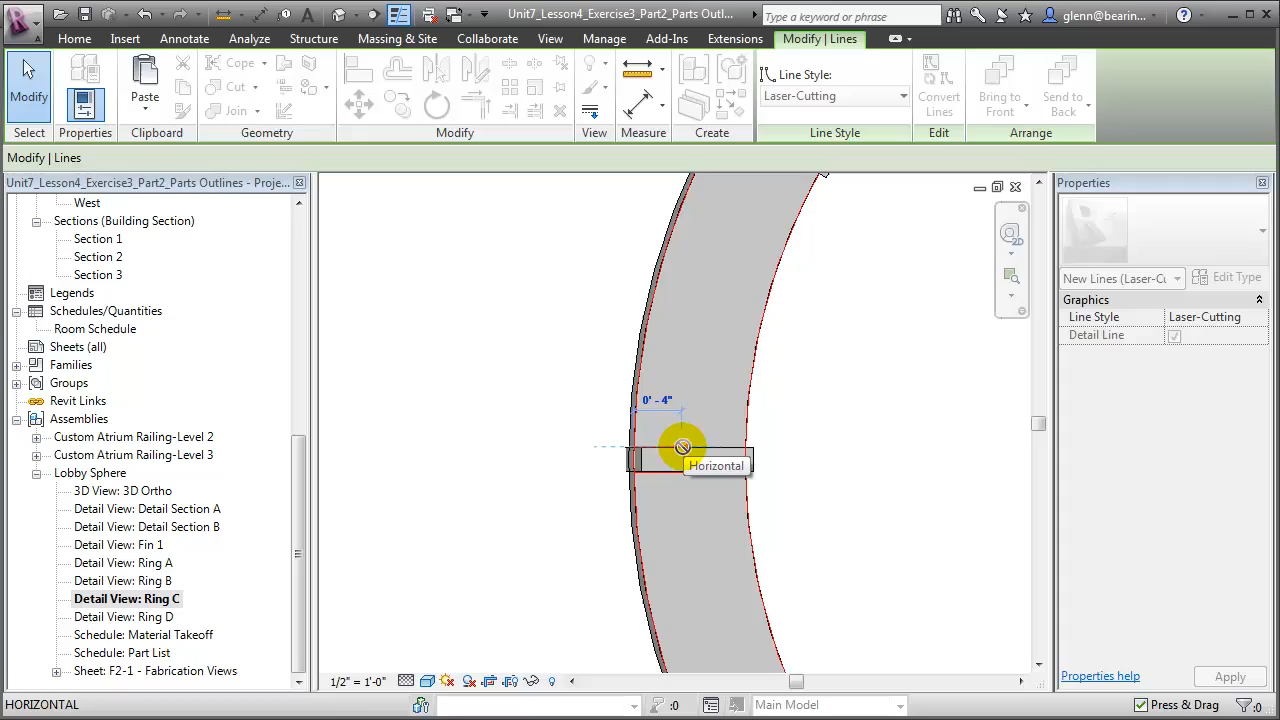 Unit7_Lesson4_Exercise3_Part2_Parts Outli...
Type a keyword or phrase
glenn@bearin...
Home Insert Annotate Analyze Structure Massing & Site Collaborate View Manage Add-Ins Extensions Modify | Lines
Modify
Paste
Cope
Cut
Join
Line Style:
Laser-Cutting
Convert Lines
Bring to Front
Send to Back
Select Properties Clipboard Geometry Modify View Measure Create Line Style Edit Arrange
Modify | Lines
Unit7_Lesson4_Exercise3_Part2_Parts Outlines - Proje...
West
Sections (Building Section)
Section 1
Section 2
Section 3
Legends
Schedules/Quantities
Room Schedule
Sheets (all)
Families
Groups
Revit Links
Assemblies
Custom Atrium Railing-Level 2
Custom Atrium Railing-Level 3
Lobby Sphere
3D View: 3D Ortho
Detail View: Detail Section A
Detail View: Detail Section B
Detail View: Fin 1
Detail View: Ring A
Detail View: Ring B
Detail View: Ring C
Detail View: Ring D
Schedule: Material Takeoff
Schedule: Part List
Sheet: F2-1 - Fabrication Views
0' - 4"
Horizontal
2D
1/2" = 1'-0"
Properties
New Lines (Laser-Cu
Edit Type
Graphics
Line Style Laser-Cutting
Detail Line
Properties help
Apply
HORIZONTAL
:0
Main Model
Press & Drag
:0